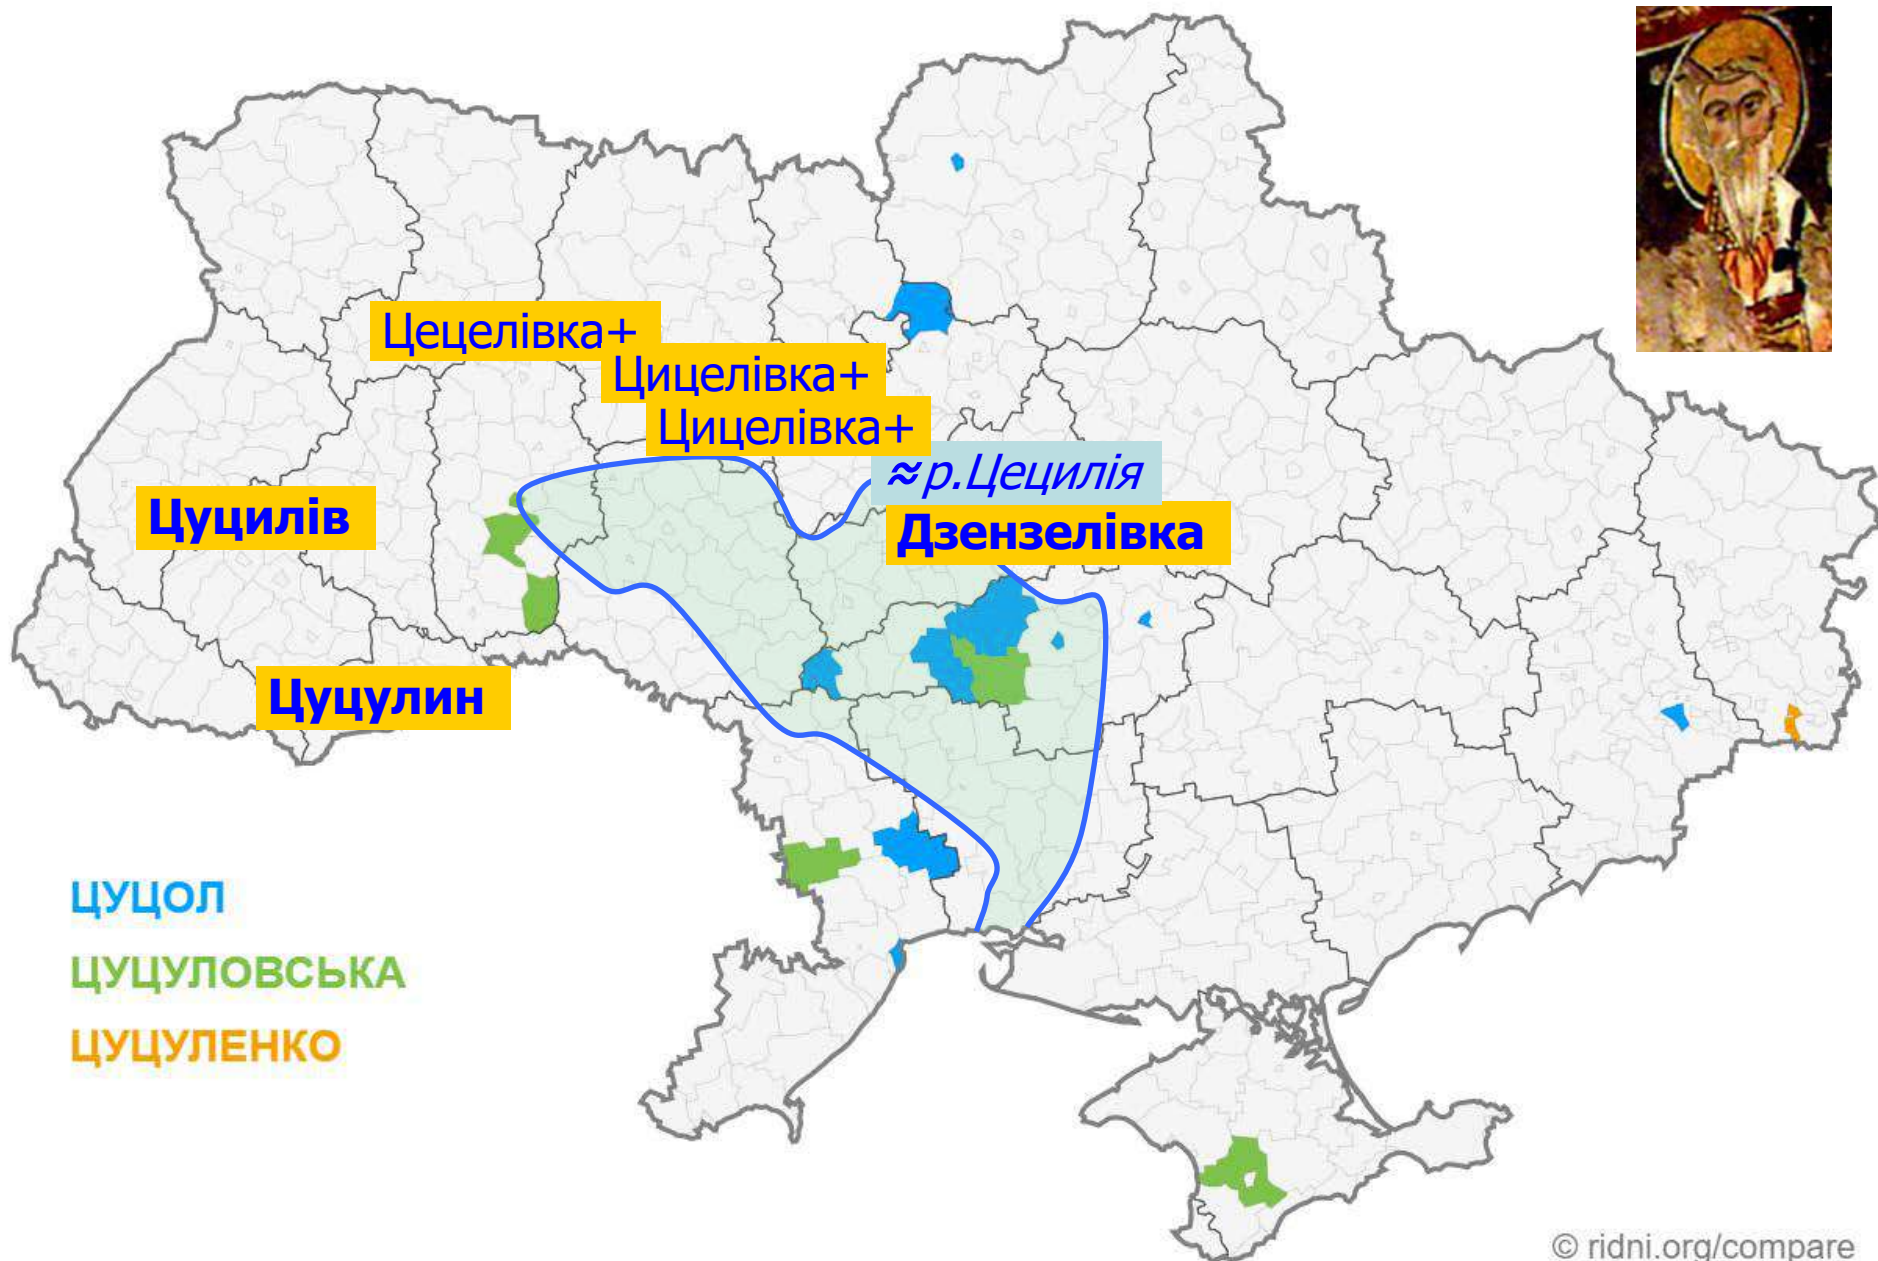 Цецелівка+
Цицелівка+
Цицелівка+
≈р.Цецилія
Цуцилів
Дзензелівка
Цуцулин
ЦУЦОЛ
ЦУЦУЛОВСЬКА
ЦУЦУЛЕНКО
© ridni.org/compare